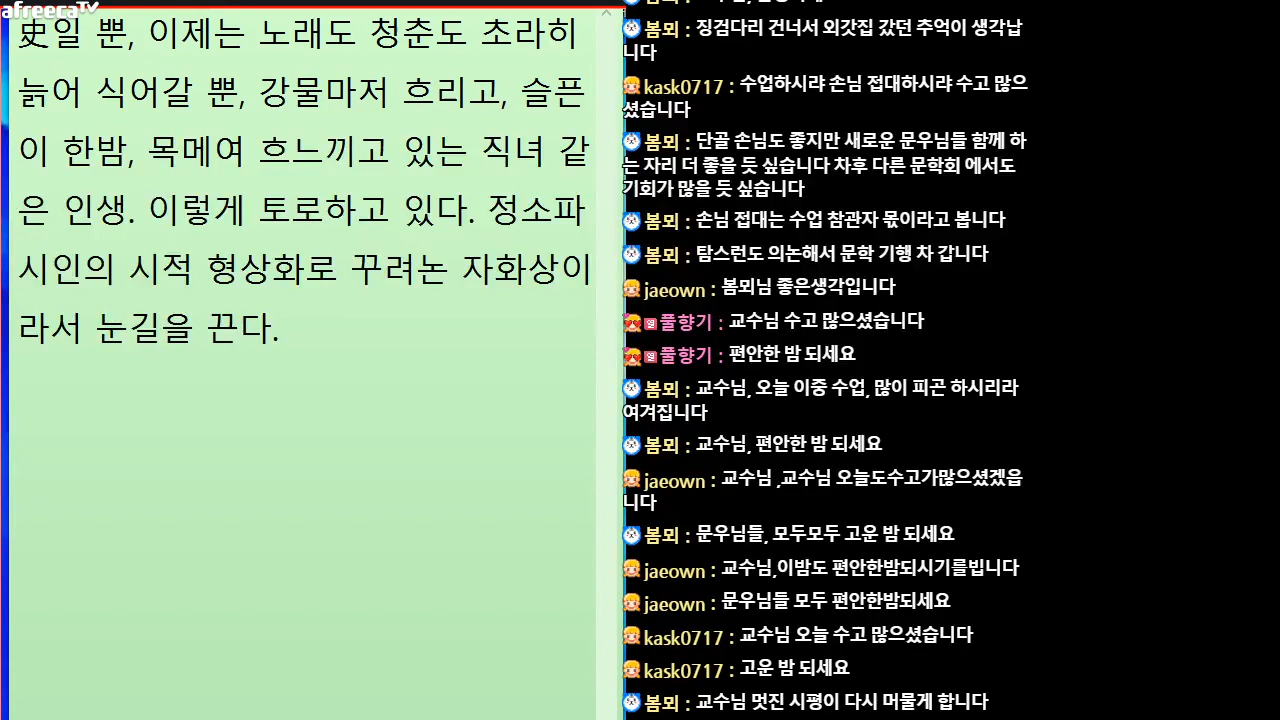 afreecaTV
史일 뿐, 이제는 노래도 청춘도 초라히
늙어 식어갈 뿐, 강물마저 흐리고, 슬픈
이 한밤, 목메여 흐느끼고 있는 직녀 같
은 인생. 이렇게 토로하고 있다. 정소파
시인의 시적 형상화로 꾸려논 자화상이
라서 눈길을 끈다.
봄뫼 : 징검다리 건너서 외갓집 갔던 추억이 생각납
니다
kask0717 : 수업하시랴 손님 접대하시랴 수고 많으
셨습니다
봄뫼 : 단골 손님도 좋지만 새로운 문우님들 함께 하
는 자리 더 좋을 듯 싶습니다 차후 다른 문학회 에서도
기회가 많을 듯 싶습니다
봄뫼 : 손님 접대는 수업 참관자 몫이라고 봅니다
봄뫼 : 탐스런도 의논해서 문학 기행 차 갑니다
jaeown : 봄뫼님 좋은생각입니다
열 풀향기 : 교수님 수고 많으셨습니다
열 풀향기 : 편안한 밤 되세요
봄뫼 : 교수님, 오늘 이중 수업, 많이 피곤 하시리라
여겨집니다
봄뫼 : 교수님, 편안한 밤 되세요
jaeown : 교수님 ,교수님 오늘도수고가많으셨겠읍
니다
봄뫼 : 문우님들, 모두모두 고운 밤 되세요
jaeown : 교수님,이밤도 편안한밤되시기를빕니다
jaeown : 문우님들 모두 편안한밤되세요
kask0717 : 교수님 오늘 수고 많으셨습니다
kask0717 : 고운 밤 되세요
봄뫼 : 교수님 멋진 시평이 다시 머물게 합니다